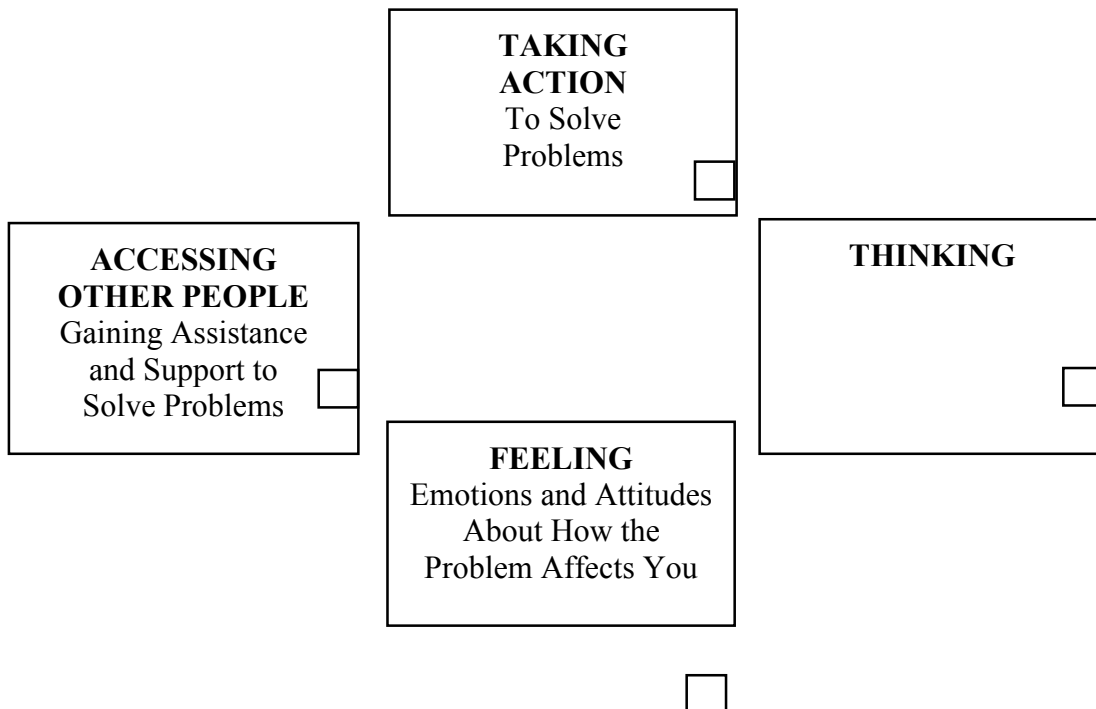 TAKING
ACTION
To Solve
Problems
ACCESSING
OTHER PEOPLE
Gaining Assistance
and Support to
Solve Problems
THINKING
FEELING
Emotions and Attitudes
About How the
Problem Affects You